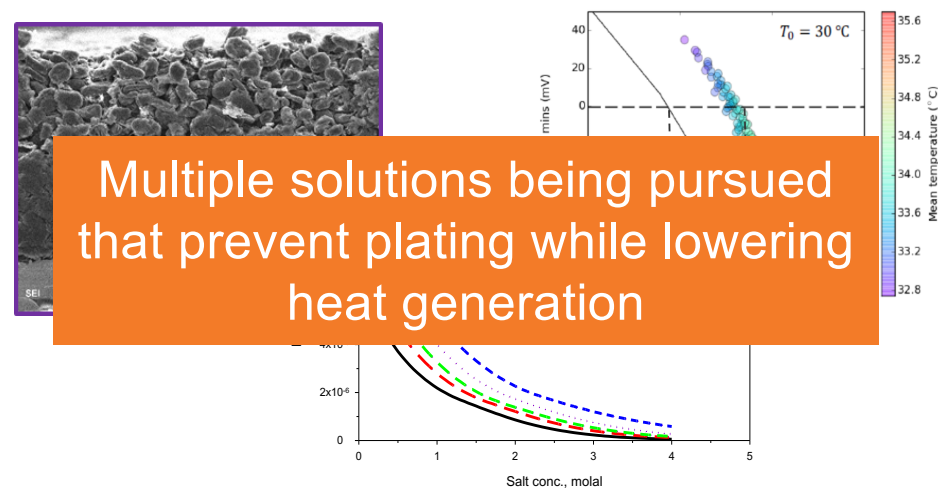 T₀ = 30 °C
40
20
0
mins (mV)
35.6
35.2
34.8
34.4
34.0
33.6
33.2
32.8
Mean temperature (°C)
Multiple solutions being pursued
that prevent plating while lowering
heat generation
SEI
2x10⁻⁶
0
0 1 2 3 4 5
Salt conc., molal